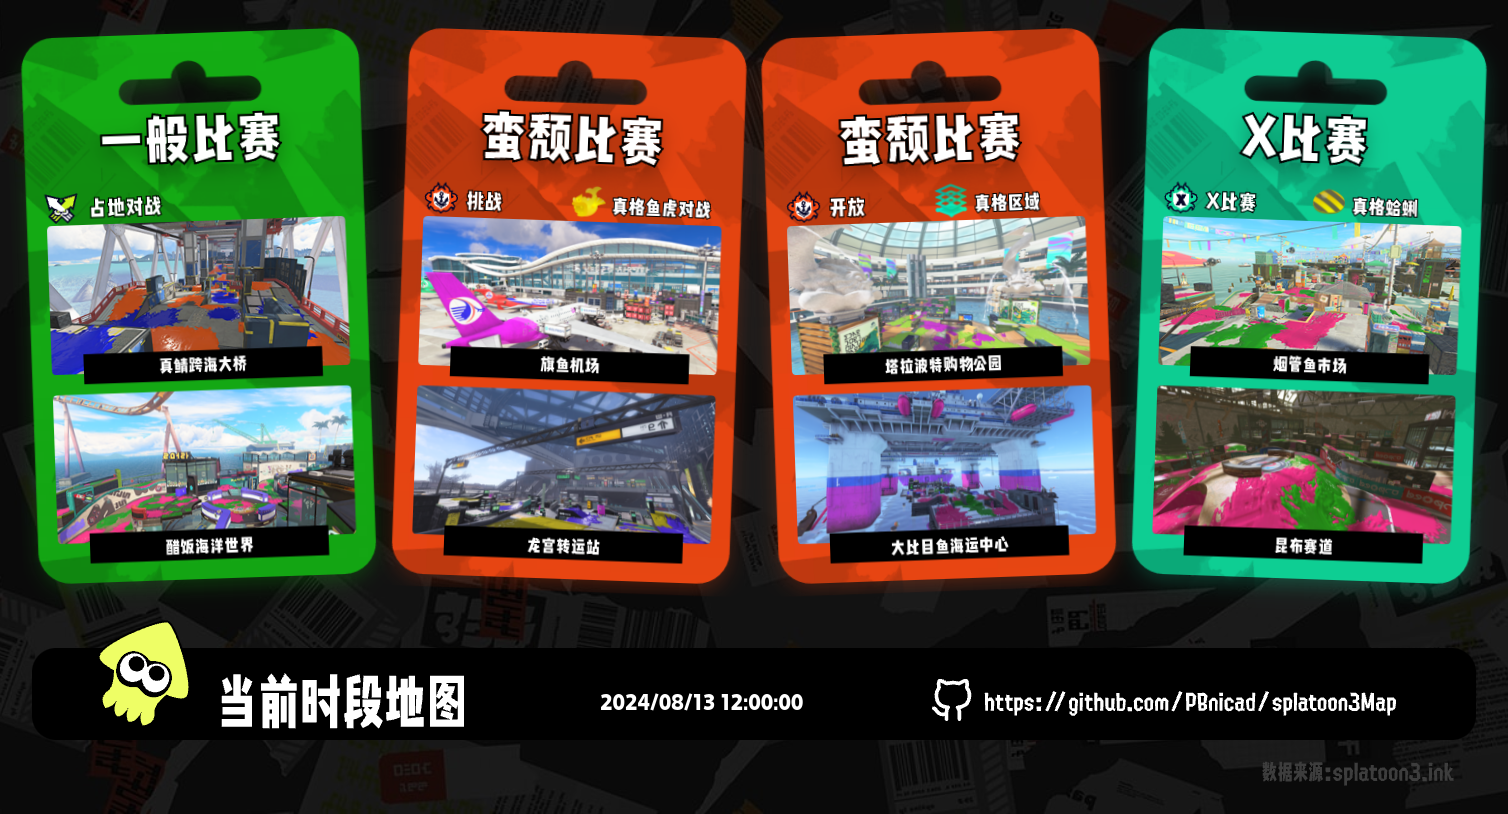 一般比赛
占地对战
真鲷跨海大桥
醋饭海洋世界
蛮颓比赛
挑战
真格鱼虎对战
旗鱼机场
龙宫转运站
蛮颓比赛
开放
真格区域
塔拉波特购物公园
大比目鱼海运中心
X比赛
X比赛
真格蛤蜊
烟管鱼市场
昆布赛道
当前时段地图
2024/08/13 12:00:00
https://github.com/PBnicad/splatoon3Map
数据来源:splatoon3.ink